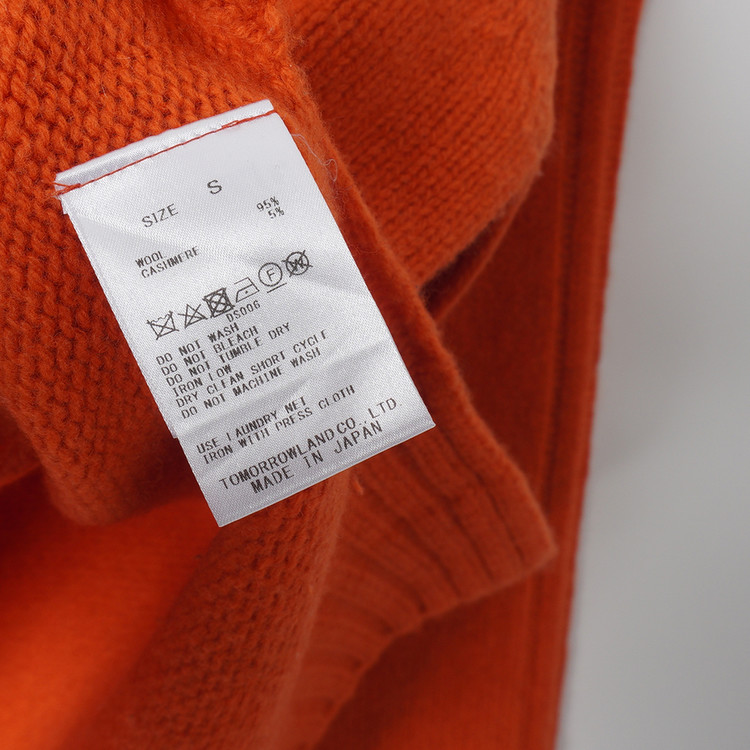 SIZE S
95%
5%
WOOL
CASHMERE
F W
DS006
DO NOT WASH
DO NOT BLEACH
DO NOT TUMBLE DRY
IRON LOW
DRY CLEAN SHORT CYCLE
DO NOT MACHINE WASH
USE LAUNDRY NET
IRON WITH PRESS CLOTH
TOMORROWLAND CO., LTD.
MADE IN JAPAN